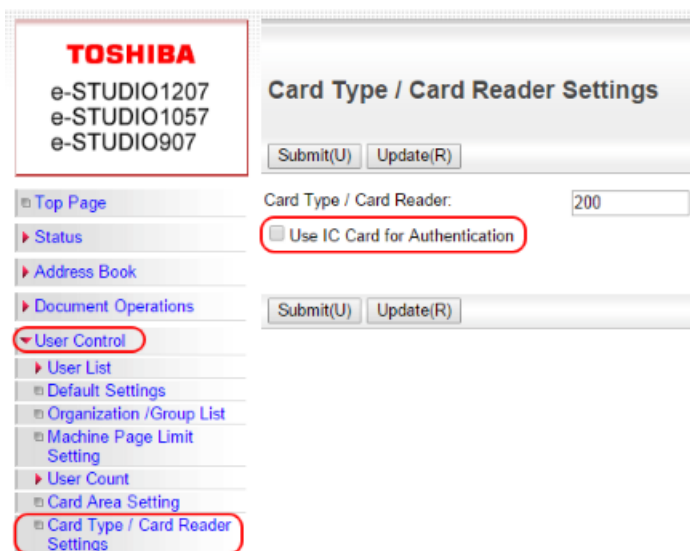 TOSHIBA
e-STUDIO1207
e-STUDIO1057
e-STUDIO907
Card Type / Card Reader Settings
Submit(U) Update(R)
Card Type / Card Reader: 200
Use IC Card for Authentication
Submit(U) Update(R)
Top Page
Status
Address Book
Document Operations
User Control
User List
Default Settings
Organization /Group List
Machine Page Limit
Setting
User Count
Card Area Setting
Card Type / Card Reader
Settings